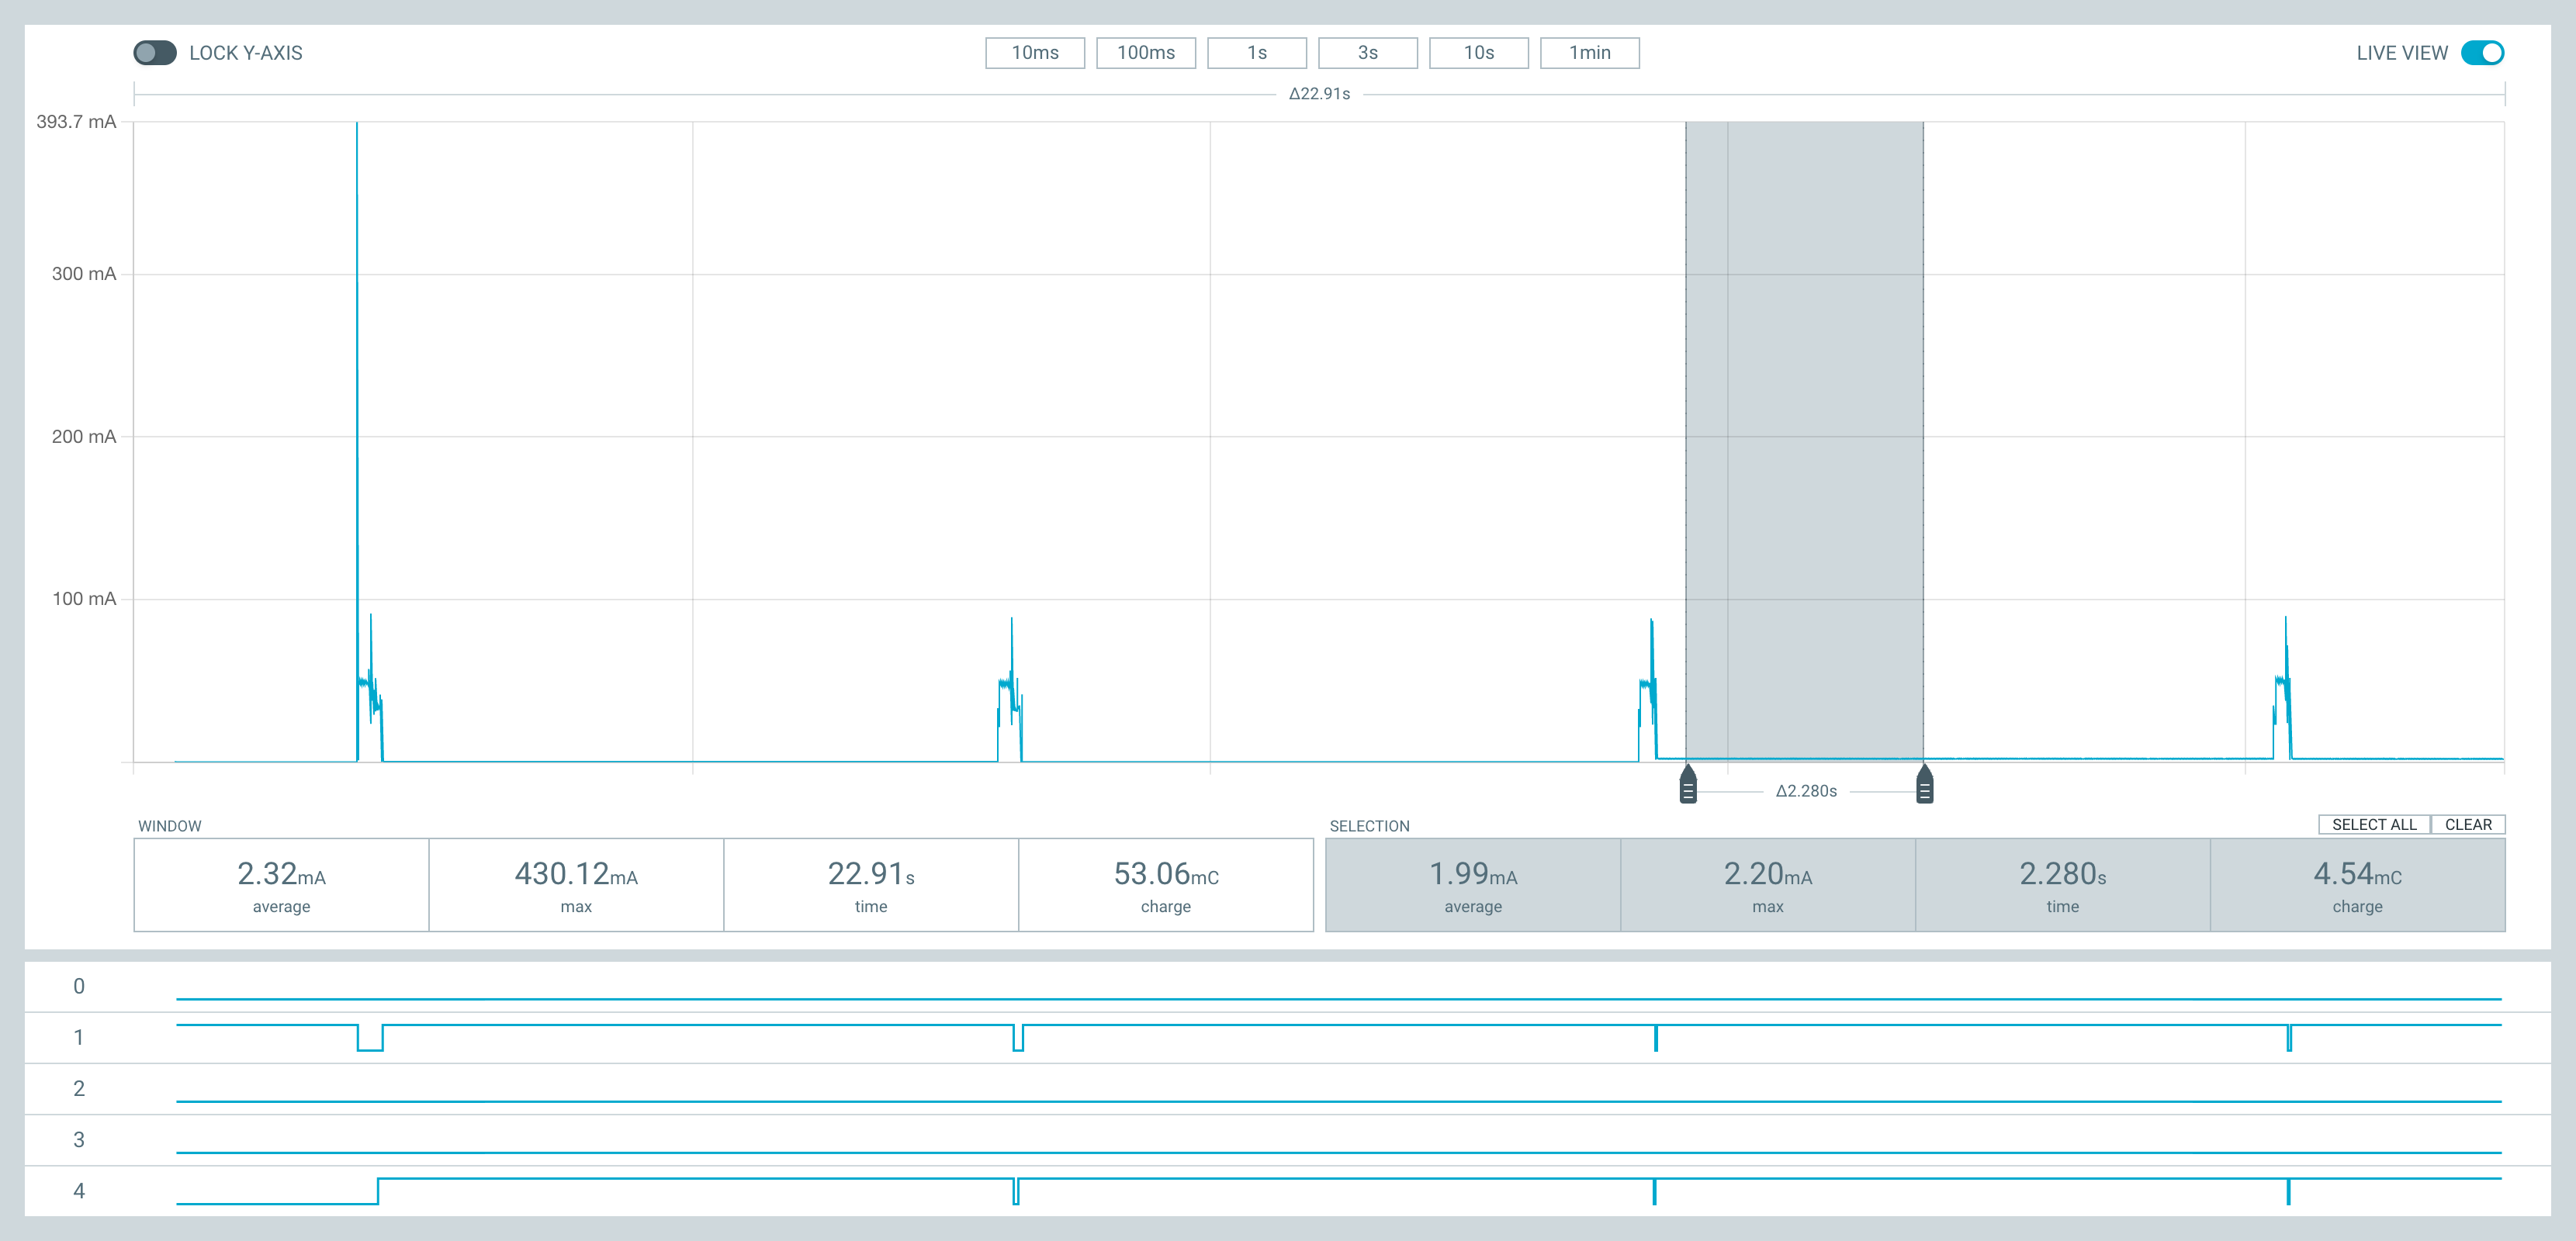 LOCK Y-AXIS 10ms 100ms 1s 3s 10s 1min LIVE VIEW
Δ22.91s
393.7 mA
300 mA
200 mA
100 mA
Δ2.280s
WINDOW SELECTION SELECT ALL CLEAR
2.32mA 430.12mA 22.91s 53.06mC 1.99mA 2.20mA 2.280s 4.54mC
average max time charge average max time charge
0
1
2
3
4